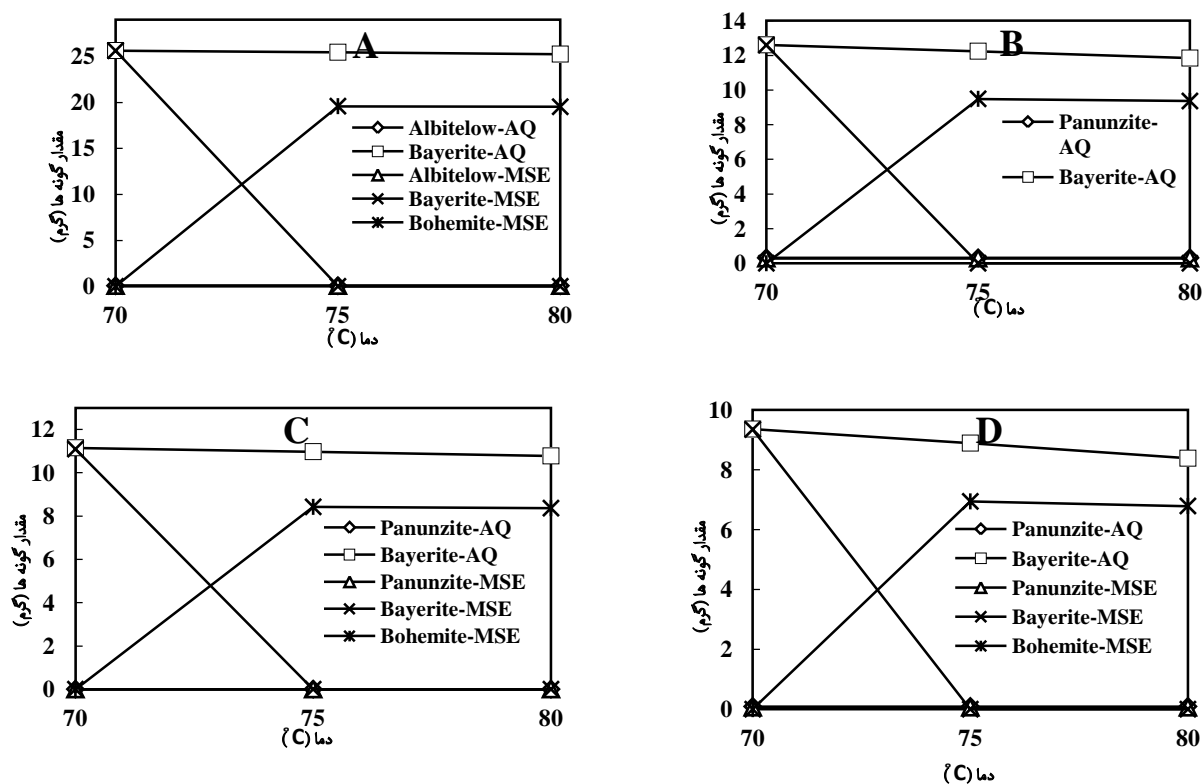 A
مقدار گونه ها (گرم)
25
20
15
10
5
0
Albitelow-AQ
Bayerite-AQ
Albitelow-MSE
Bayerite-MSE
Bohemite-MSE
70 75 80
دما (C°)
B
مقدار گونه ها (گرم)
14
12
10
8
6
4
2
0
Panunzite-
AQ
Bayerite-AQ
70 75 80
دما (C°)
C
مقدار گونه ها (گرم)
12
10
8
6
4
2
0
Panunzite-AQ
Bayerite-AQ
Panunzite-MSE
Bayerite-MSE
Bohemite-MSE
70 75 80
دما (C°)
D
مقدار گونه ها (گرم)
10
8
6
4
2
0
Panunzite-AQ
Bayerite-AQ
Panunzite-MSE
Bayerite-MSE
Bohemite-MSE
70 75 80
دما (C°)